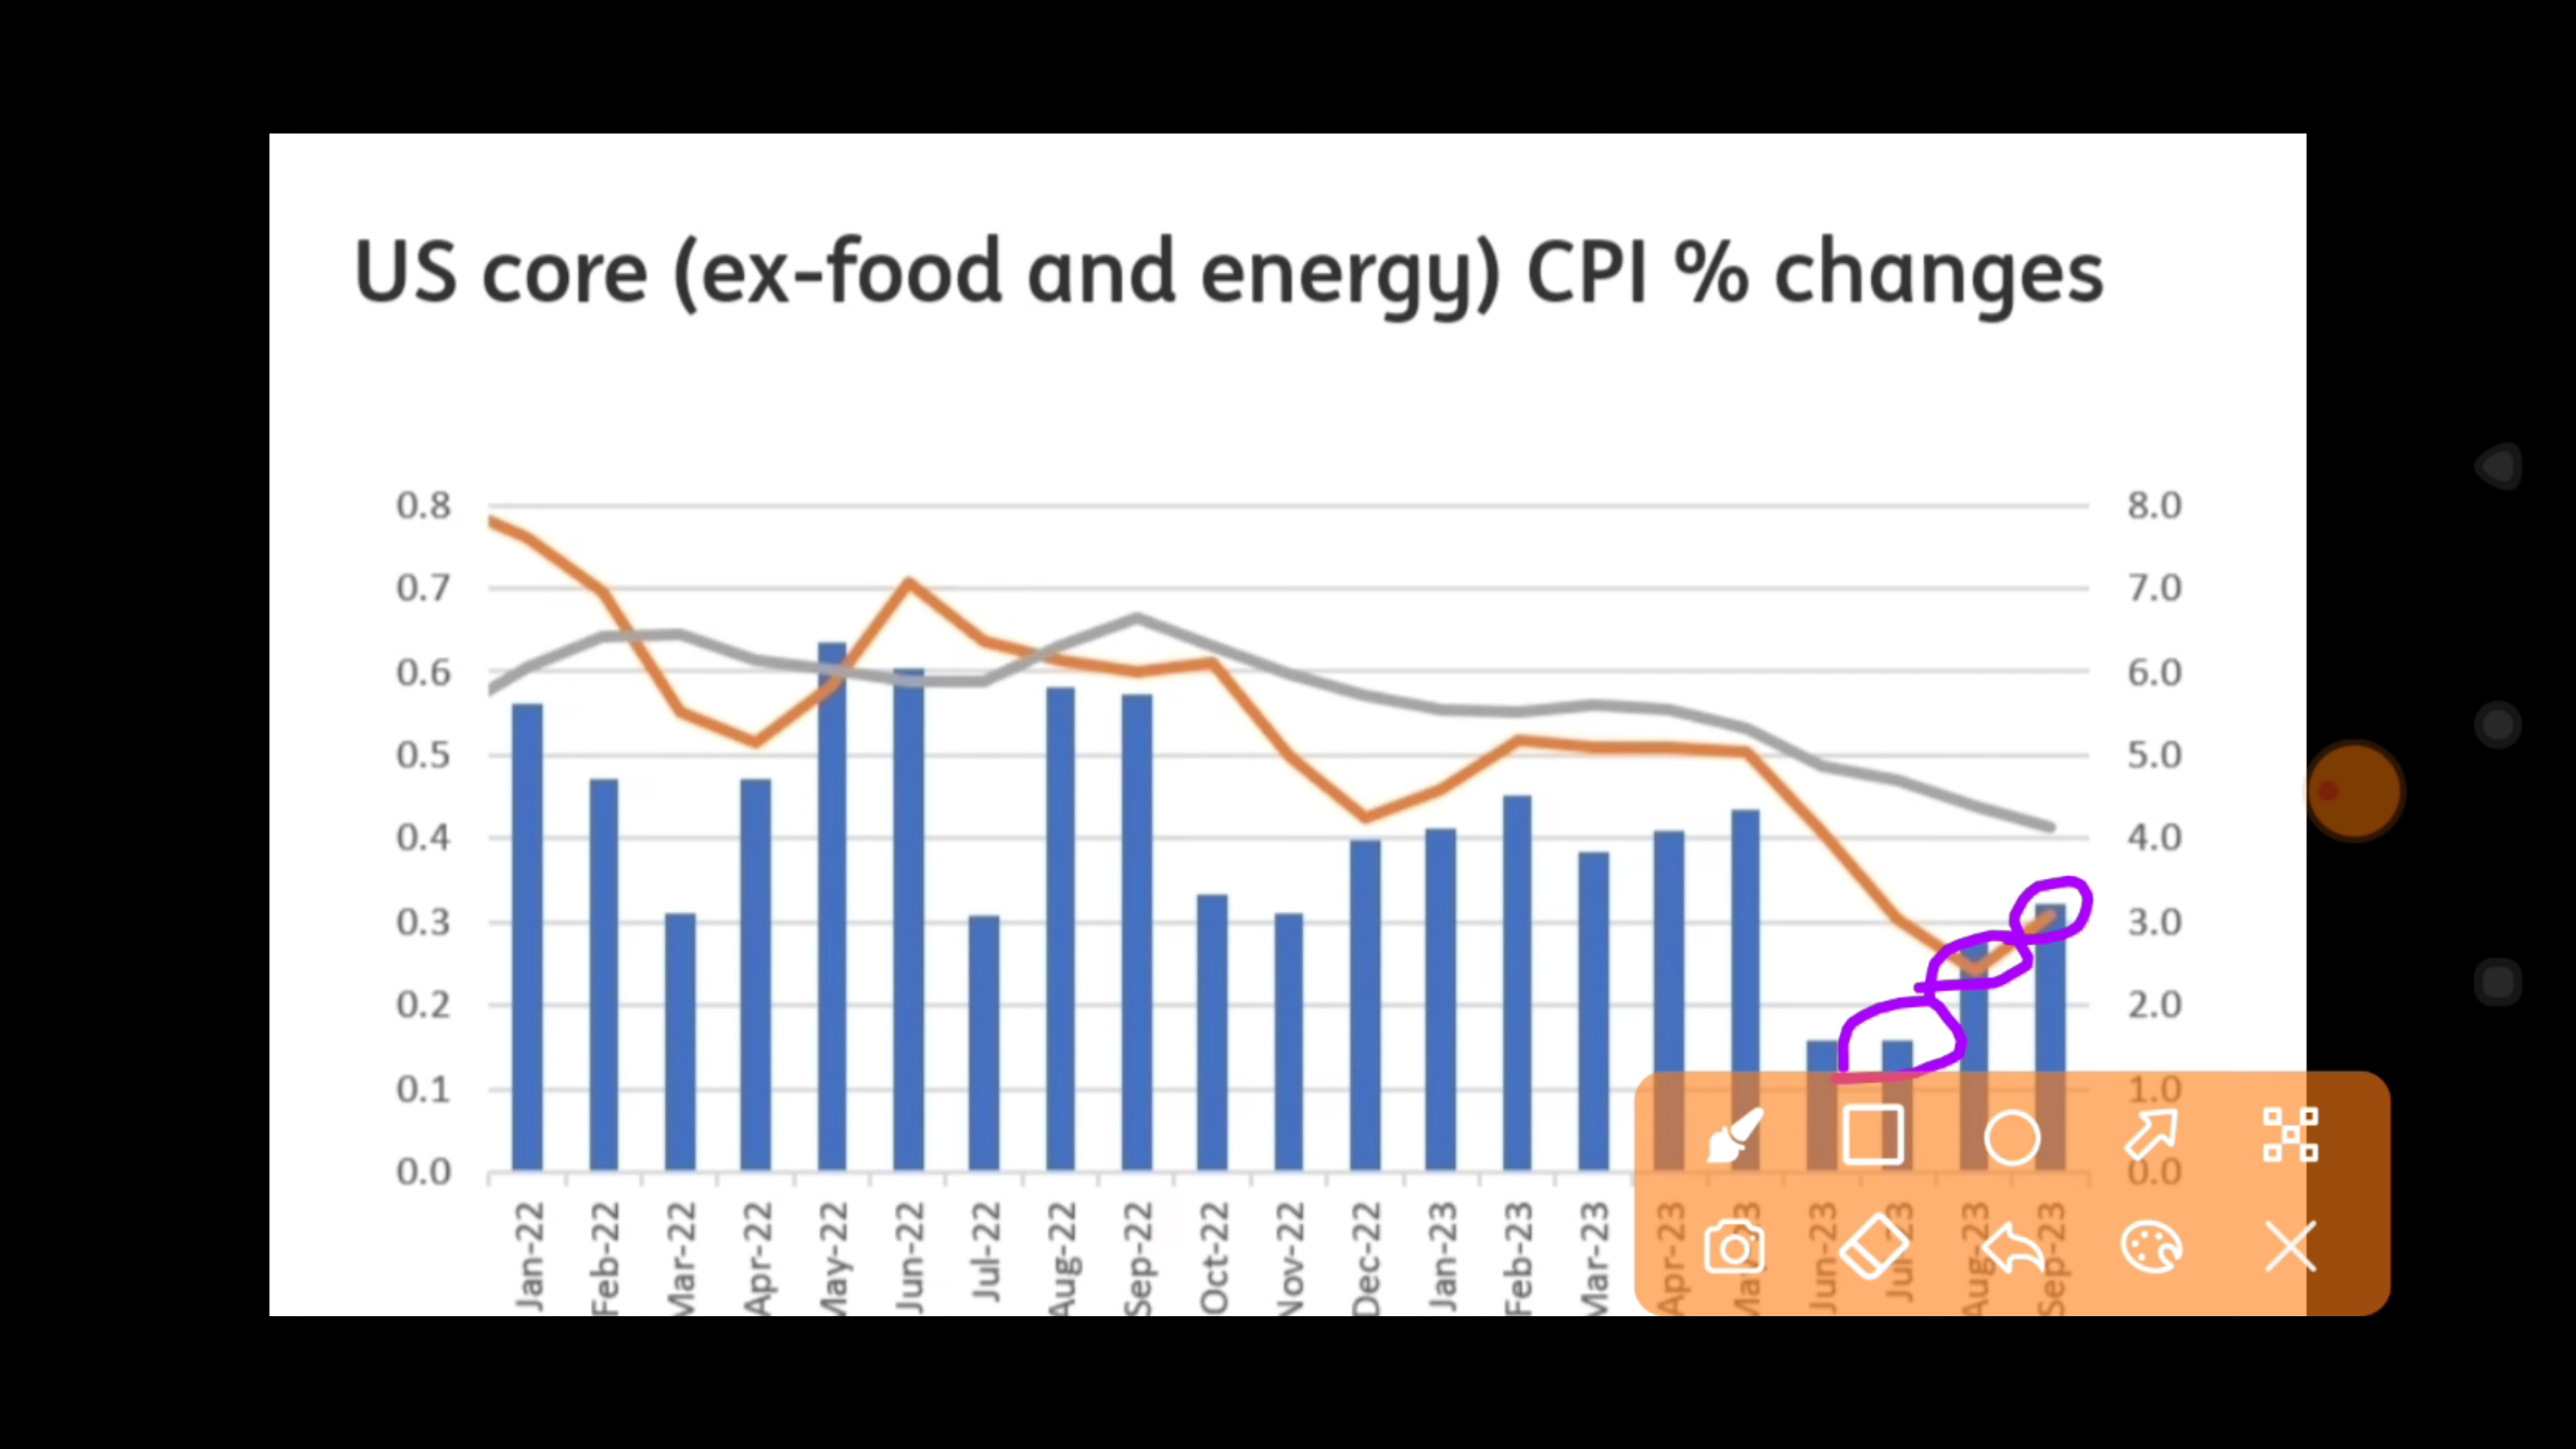 US core (ex-food and energy) CPI % changes
0.8
0.7
0.6
0.5
0.4
0.3
0.2
0.1
0.0
8.0
7.0
6.0
5.0
4.0
3.0
2.0
1.0
0.0
Jan-22
Feb-22
Mar-22
Apr-22
May-22
Jun-22
Jul-22
Aug-22
Sep-22
Oct-22
Nov-22
Dec-22
Jan-23
Feb-23
Mar-23
Apr-23
May-23
Jun-23
Jul-23
Aug-23
Sep-23